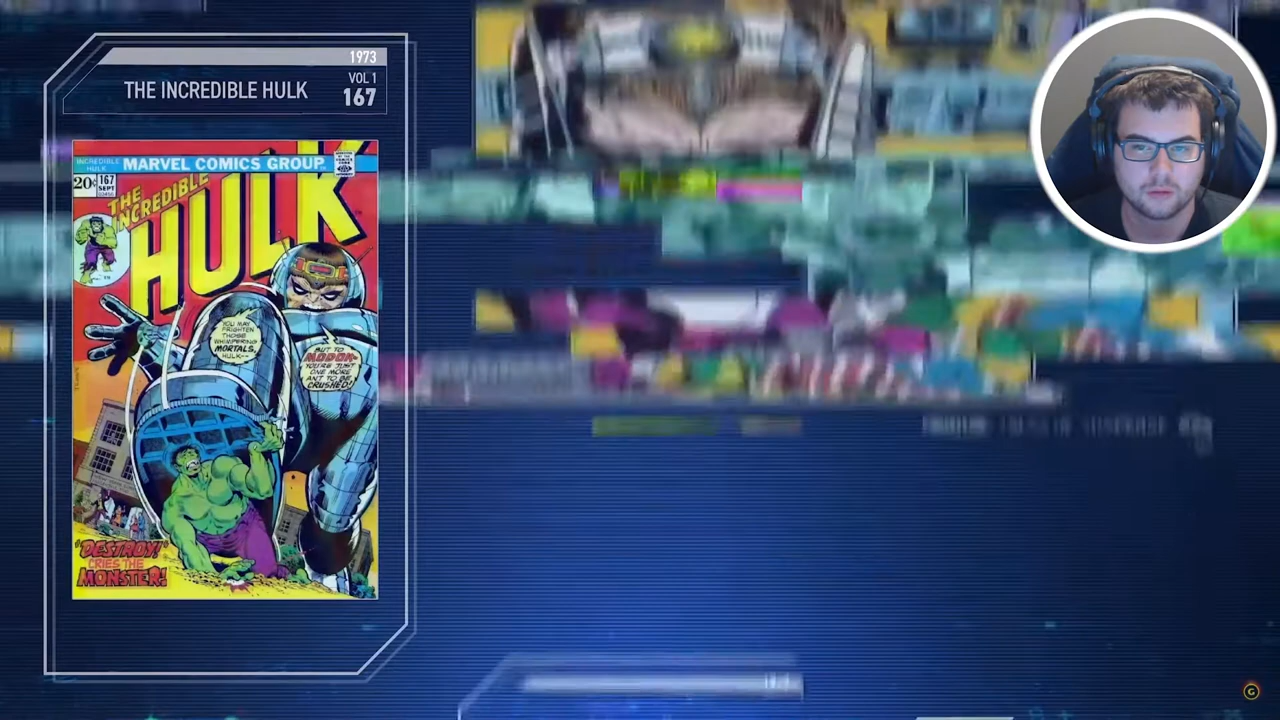 1973
THE INCREDIBLE HULK
VOL 1
167
INCREDIBLE
HULK
MARVEL COMICS GROUP
20¢
167
SEPT
THE
INCREDIBLE
HULK
YOU MAY
FRIGHTEN
THOSE
WHIMPERING
MORTALS,
HULK--
BUT TO
MODOK-
YOU'RE JUST
ONE MORE
ANT TO BE
CRUSHED!
"DESTROY!"
CRIES THE
MONSTER!
G